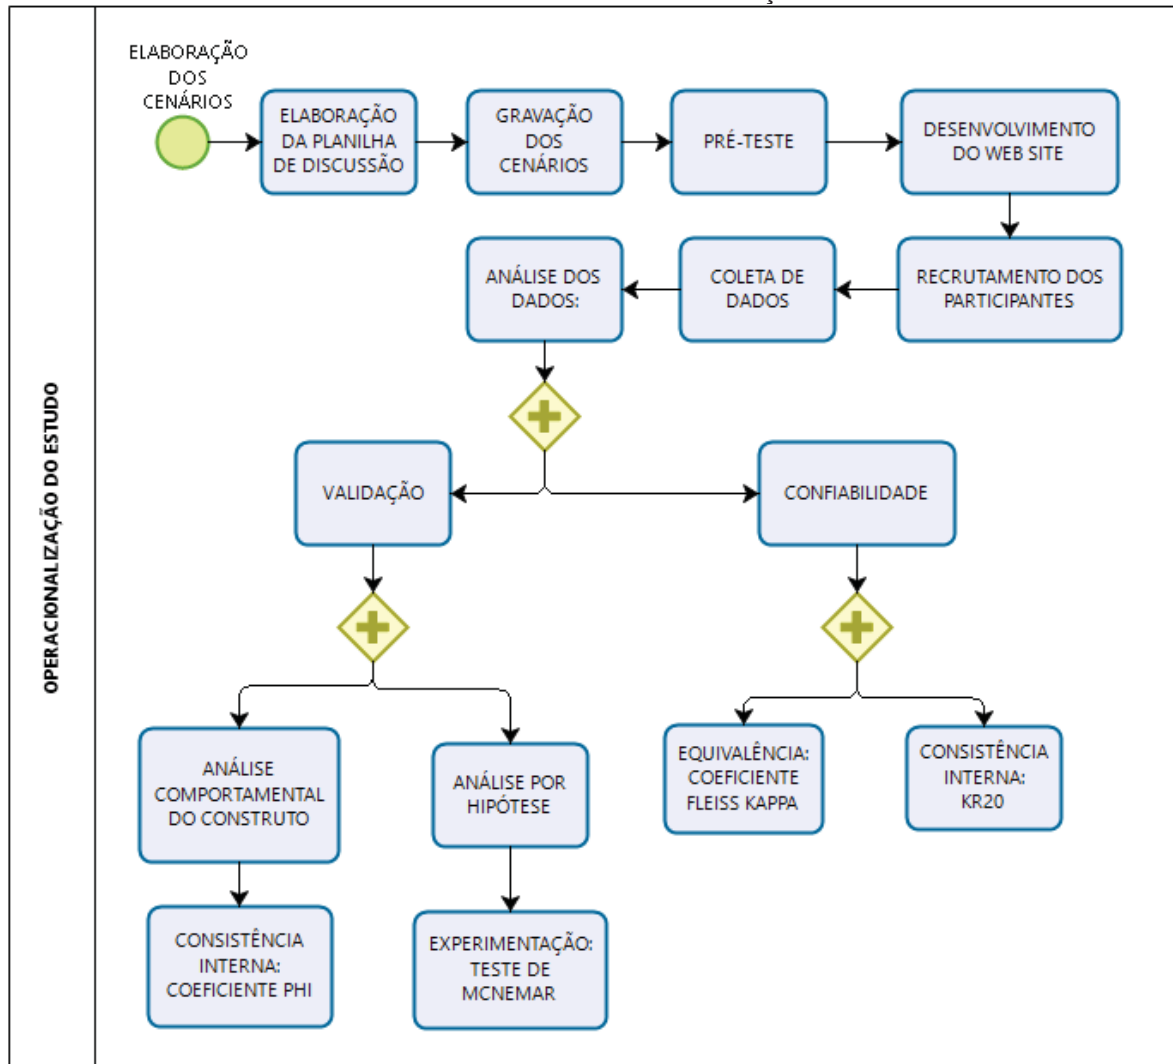 OPERACIONALIZAÇÃO DO ESTUDO
ELABORAÇÃO
DOS
CENÁRIOS
ELABORAÇÃO
DA PLANILHA
DE DISCUSSÃO
GRAVAÇÃO
DOS
CENÁRIOS
PRÉ-TESTE
DESENVOLVIMENTO
DO WEB SITE
RECRUTAMENTO DOS
PARTICIPANTES
COLETA DE
DADOS
ANÁLISE DOS
DADOS:
VALIDAÇÃO
CONFIABILIDADE
ANÁLISE
COMPORTAMENTAL
DO CONSTRUTO
ANÁLISE POR
HIPÓTESE
EQUIVALÊNCIA:
COEFICIENTE
FLEISS KAPPA
CONSISTÊNCIA
INTERNA:
KR20
CONSISTÊNCIA
INTERNA:
COEFICIENTE PHI
EXPERIMENTAÇÃO:
TESTE DE
MCNEMAR